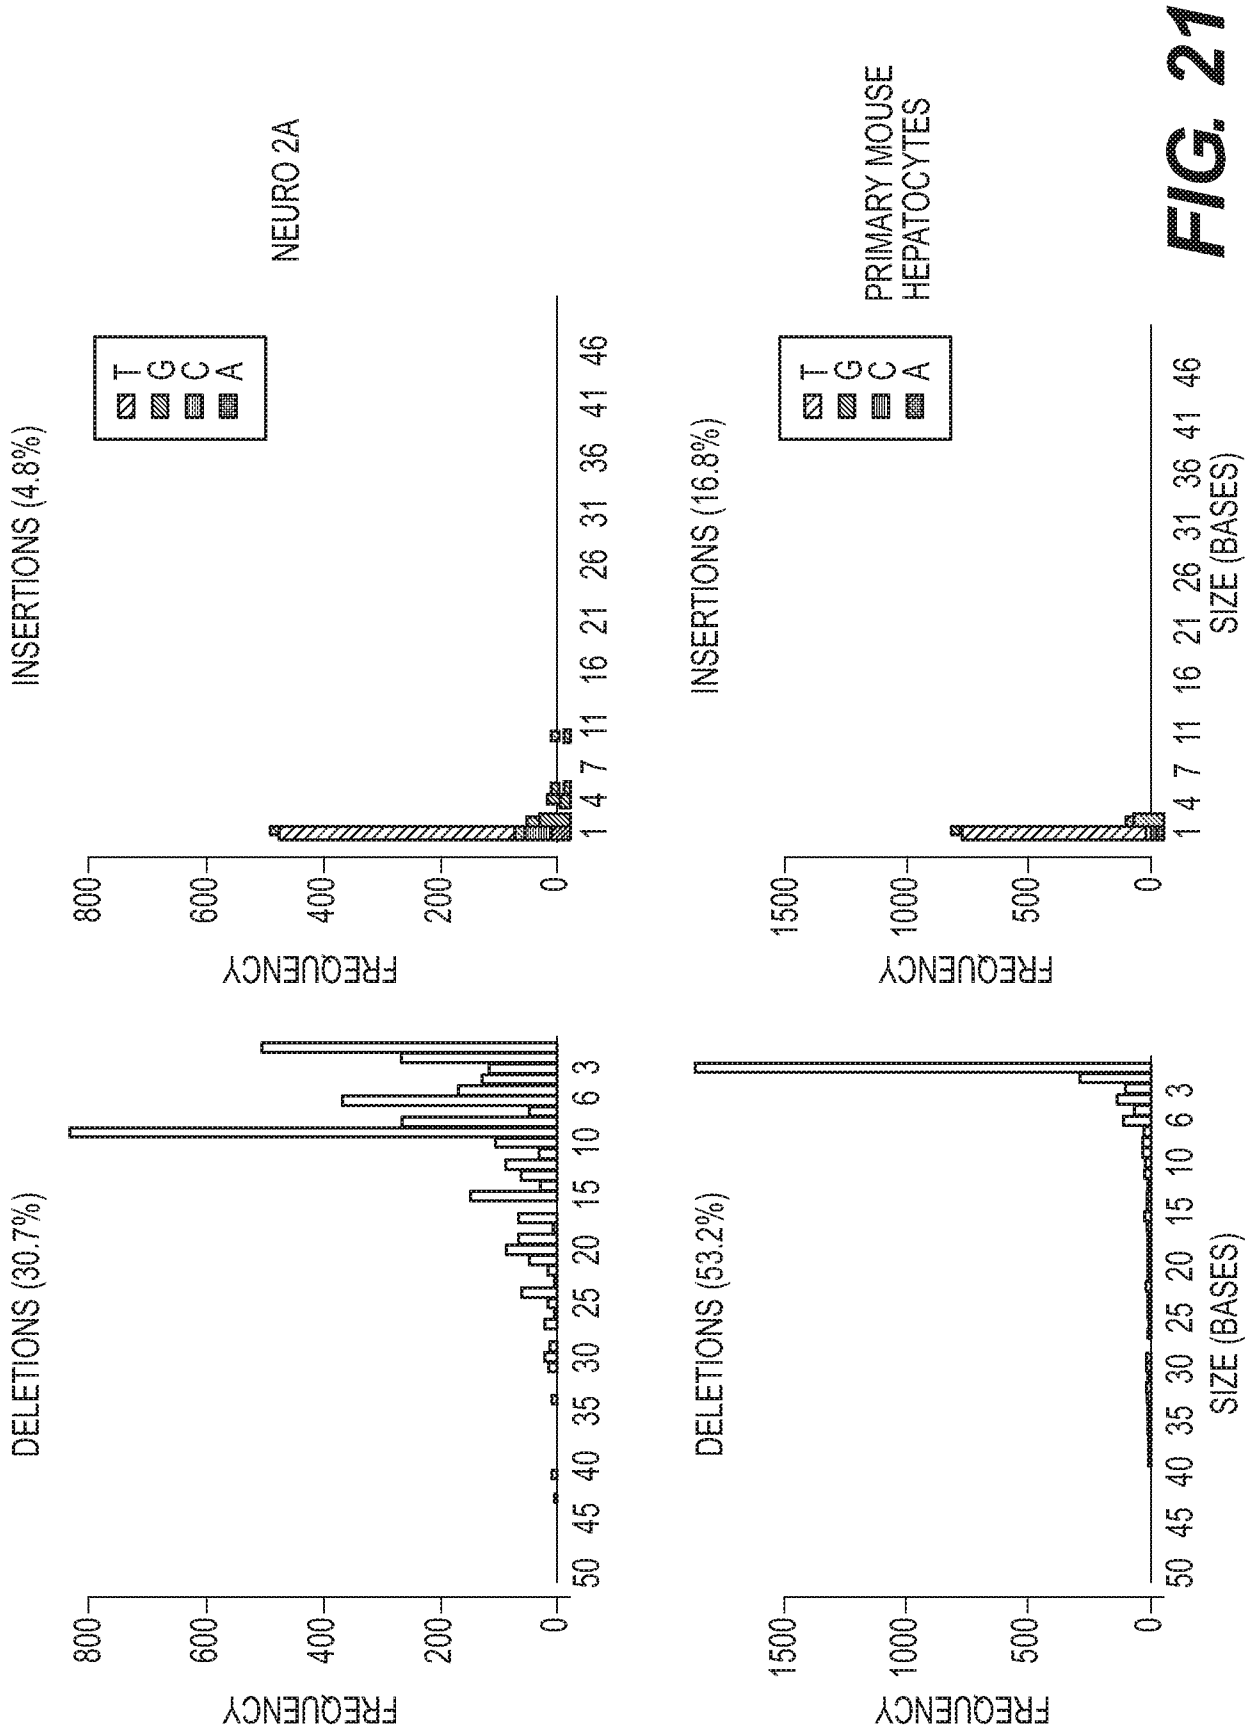 DELETIONS (30.7%)
FREQUENCY
800
600
400
200
0
50 45 40 35 30 25 20 15 10 6 3
INSERTIONS (4.8%)
FREQUENCY
800
600
400
200
0
1 4 7 11 16 21 26 31 36 41 46
T
G
C
A
NEURO 2A
DELETIONS (53.2%)
FREQUENCY
1500
1000
500
0
50 45 40 35 30 25 20 15 10 6 3
SIZE (BASES)
INSERTIONS (16.8%)
FREQUENCY
1500
1000
500
0
1 4 7 11 16 21 26 31 36 41 46
SIZE (BASES)
T
G
C
A
PRIMARY MOUSE
HEPATOCYTES
FIG. 21